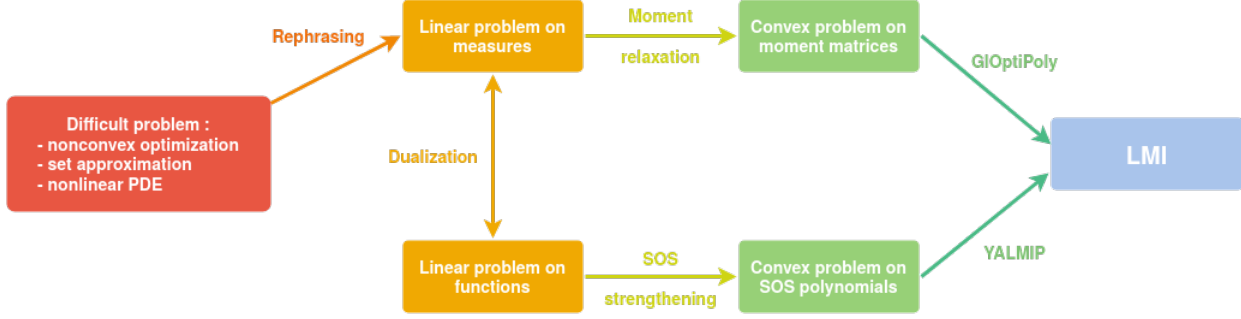 Rephrasing
Linear problem on
measures
Moment
relaxation
Convex problem on
moment matrices
GlOptiPoly
Difficult problem :
- nonconvex optimization
- set approximation
- nonlinear PDE
Dualization
LMI
Linear problem on
functions
SOS
strengthening
Convex problem on
SOS polynomials
YALMIP